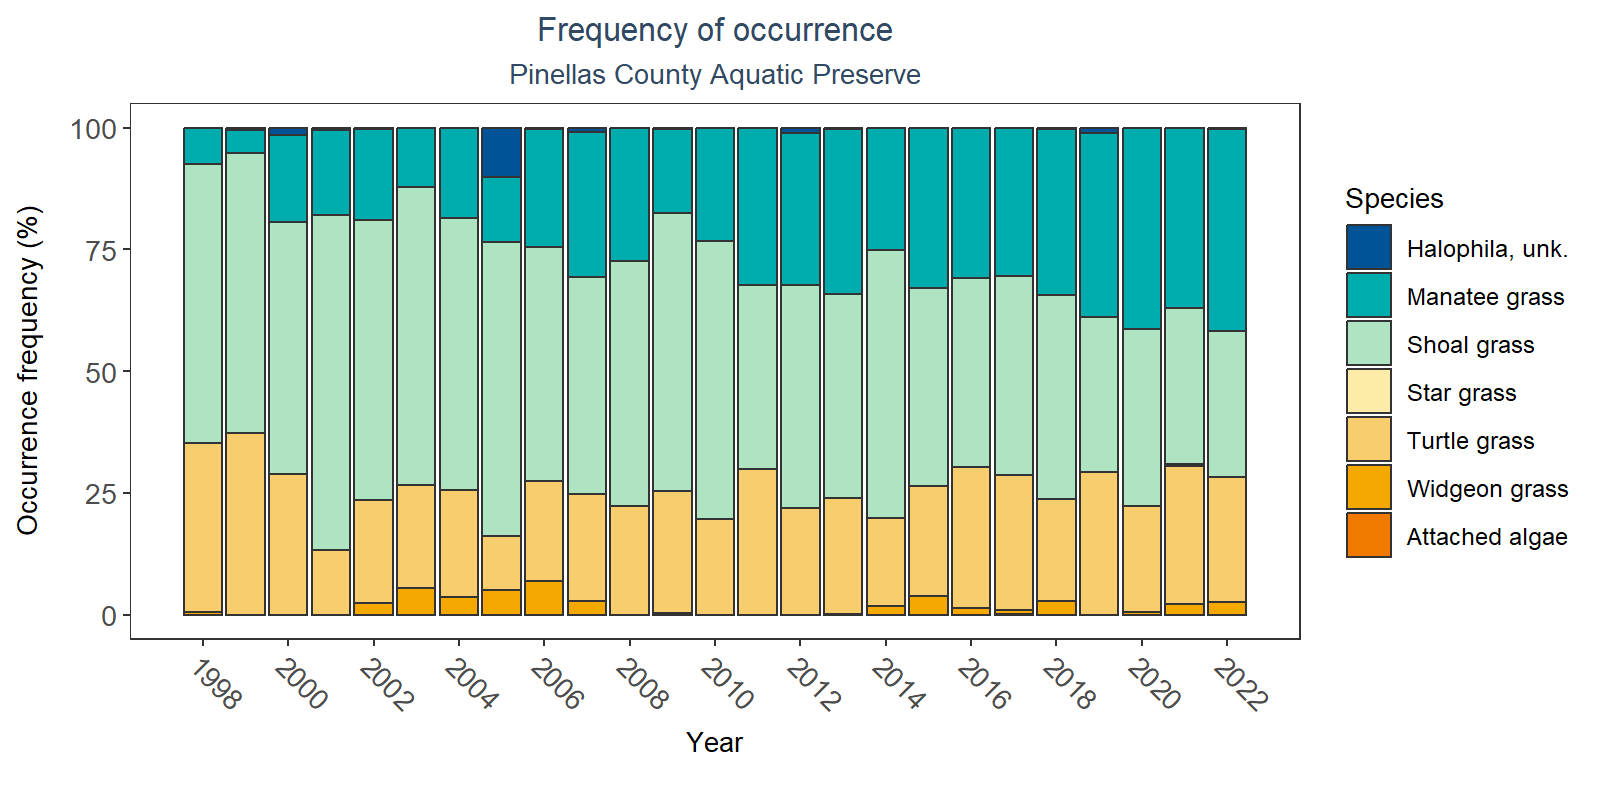 Frequency of occurrence
Pinellas County Aquatic Preserve
Occurrence frequency (%)
100
75
50
25
0
1998
2000
2002
2004
2006
2008
2010
2012
2014
2016
2018
2020
2022
Year
Species
Halophila, unk.
Manatee grass
Shoal grass
Star grass
Turtle grass
Widgeon grass
Attached algae